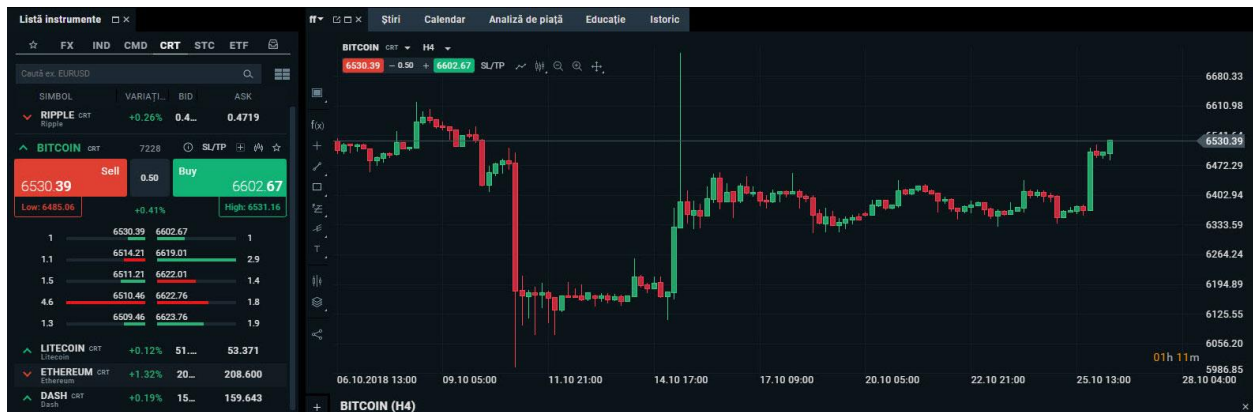 Listă instrumente
FX IND CMD CRT STC ETF
Caută ex. EURUSD
SIMBOL VARIAȚI... BID ASK
RIPPLE CRT +0.26% 0.4... 0.4719
Ripple
BITCOIN CRT 7228 SL/TP
Sell 0.50 Buy
6530.39 6602.67
Low: 6485.06 +0.41% High: 6531.16
1 6530.39 6602.67 1
1.1 6514.21 6619.01 2.9
1.5 6511.21 6622.01 1.4
4.6 6510.46 6622.76 1.8
1.3 6509.46 6623.76 1.9
LITECOIN CRT +0.12% 51.... 53.371
Litecoin
ETHEREUM CRT +1.32% 20... 208.600
Ethereum
DASH CRT +0.19% 15... 159.643
Dash
ff Știri Calendar Analiză de piață Educație Istoric
BITCOIN CRT H4
6530.39 – 0.50 + 6602.67 SL/TP
f(x)
T
6680.33
6610.98
6530.39
6472.29
6402.94
6333.59
6264.24
6194.89
6125.55
6056.20
5986.85
01h 11m
06.10.2018 13:00 09.10 05:00 11.10 21:00 14.10 17:00 17.10 09:00 20.10 05:00 22.10 21:00 25.10 13:00 28.10 04:00
BITCOIN (H4)